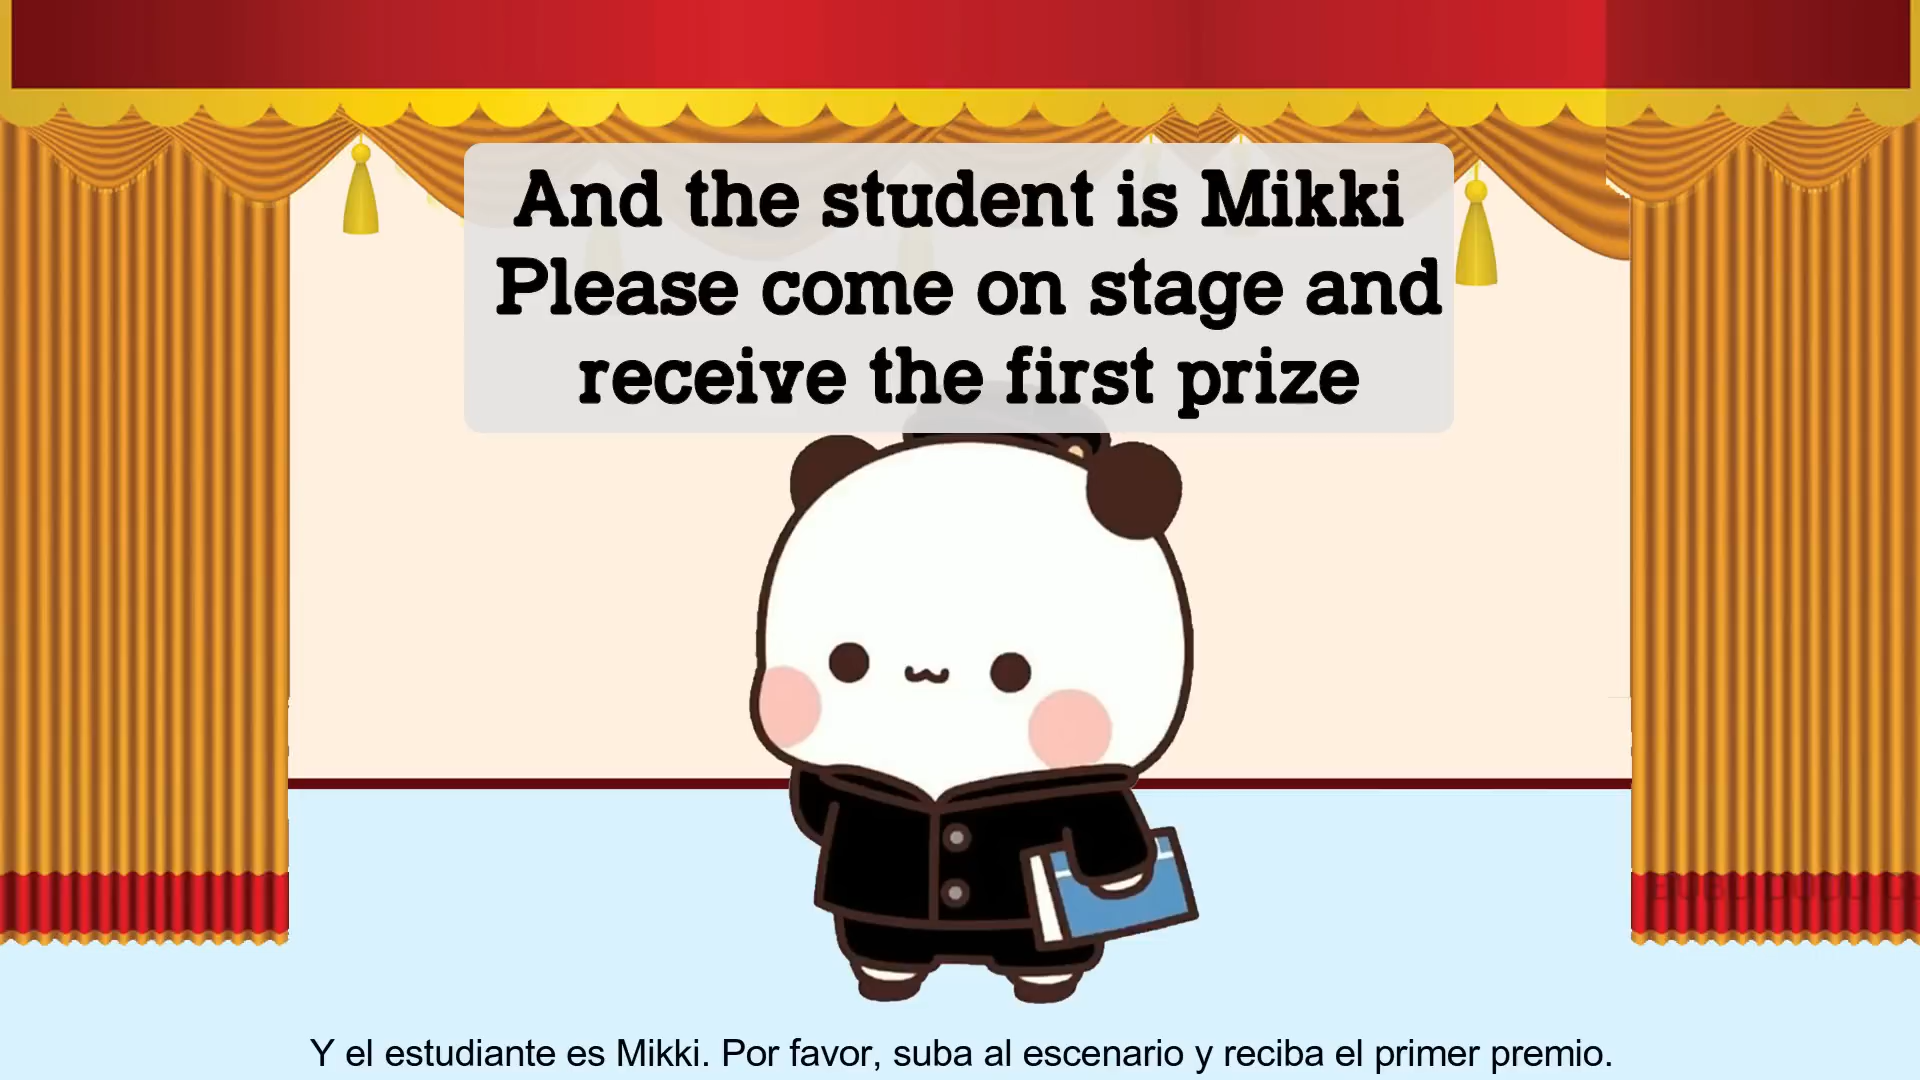 And the student is Mikki
Please come on stage and
receive the first prize
Y el estudiante es Mikki. Por favor, suba al escenario y reciba el primer premio.